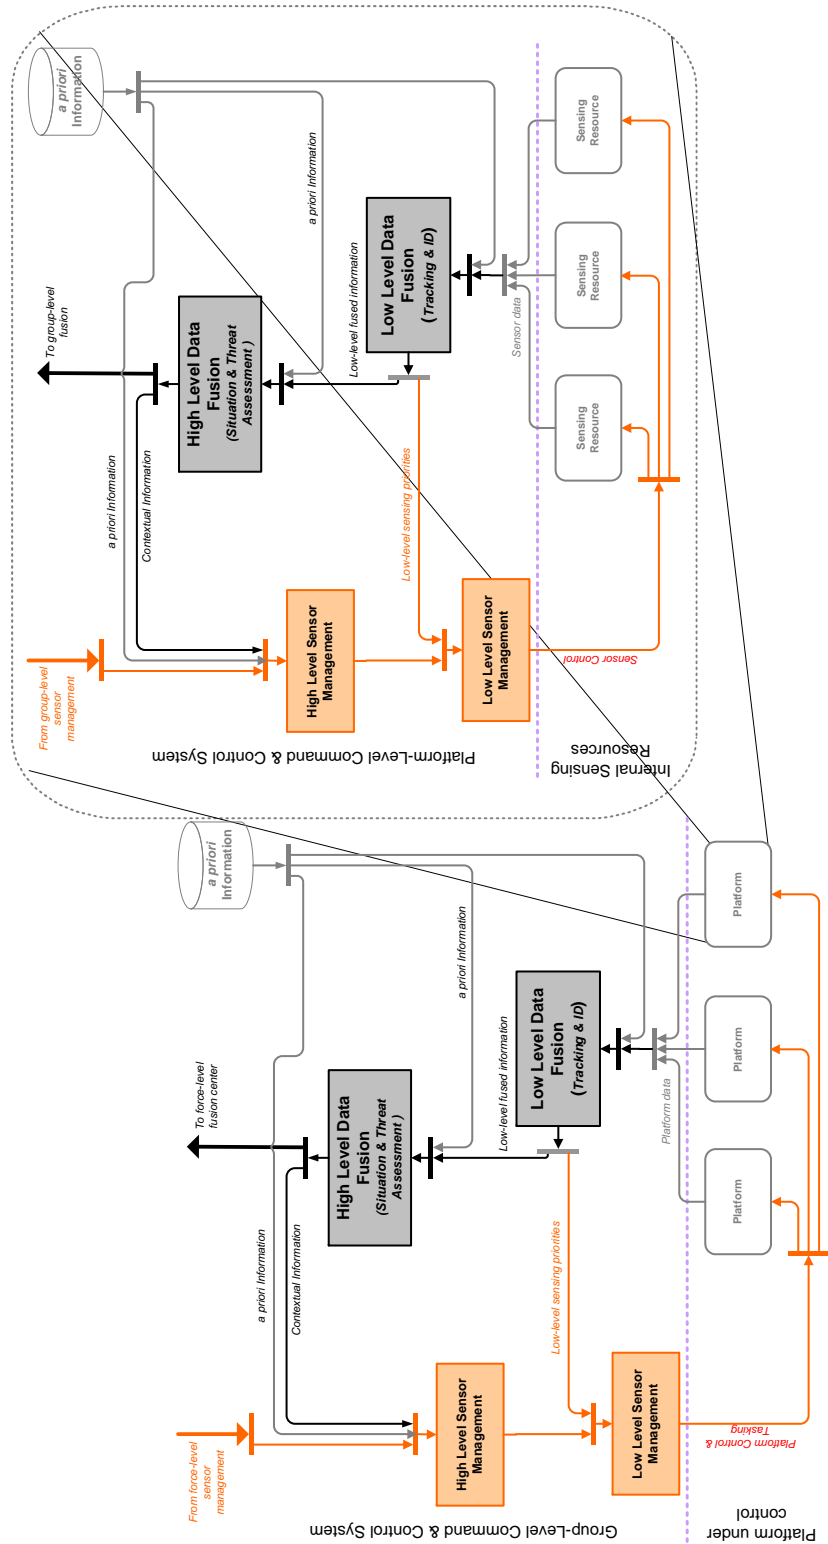 From group-level
sensor
management
To group-level
fusion
a priori
Information
a priori Information
Contextual Information
High Level Data
Fusion
(Situation & Threat
Assessment )
a priori Information
Low-level fused information
Low Level Data
Fusion
(Tracking & ID)
High Level Sensor
Management
Low-level sensing priorities
Low Level Sensor
Management
Sensor data
Sensing
Resource
Sensing
Resource
Sensing
Resource
Sensor Control
Platform-Level Command & Control System
Internal Sensing
Resources
From force-level
sensor
management
To force-level
fusion center
a priori
Information
a priori Information
Contextual Information
High Level Data
Fusion
(Situation & Threat
Assessment )
a priori Information
Low-level fused information
Low Level Data
Fusion
(Tracking & ID)
High Level Sensor
Management
Low-level sensing priorities
Low Level Sensor
Management
Platform data
Platform
Platform
Platform
Platform Control &
Tasking
Group-Level Command & Control System
Platform under
control